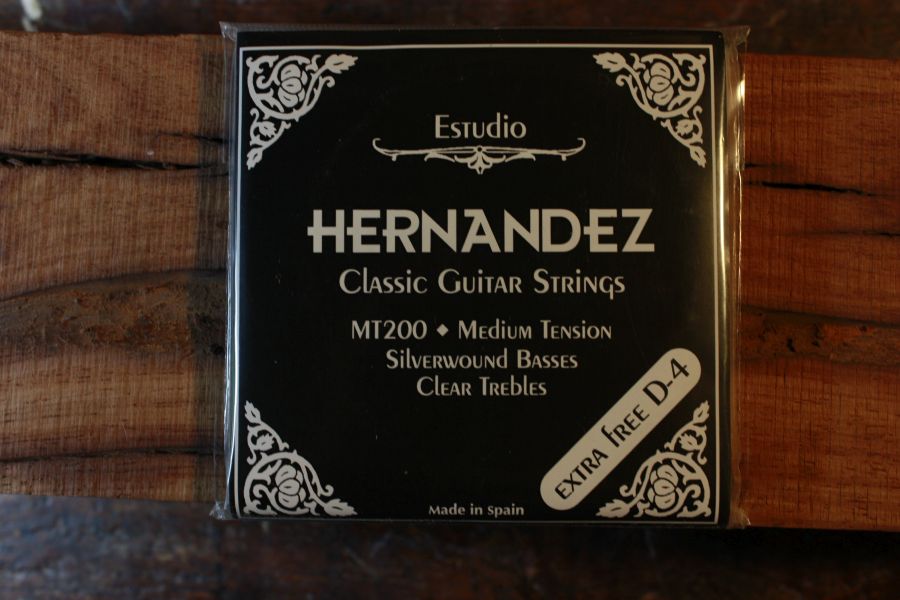 Estudio
HERNANDEZ
Classic Guitar Strings
MT200 ◆ Medium Tension
Silverwound Basses
Clear Trebles
EXTRA FREE D-4
Made in Spain